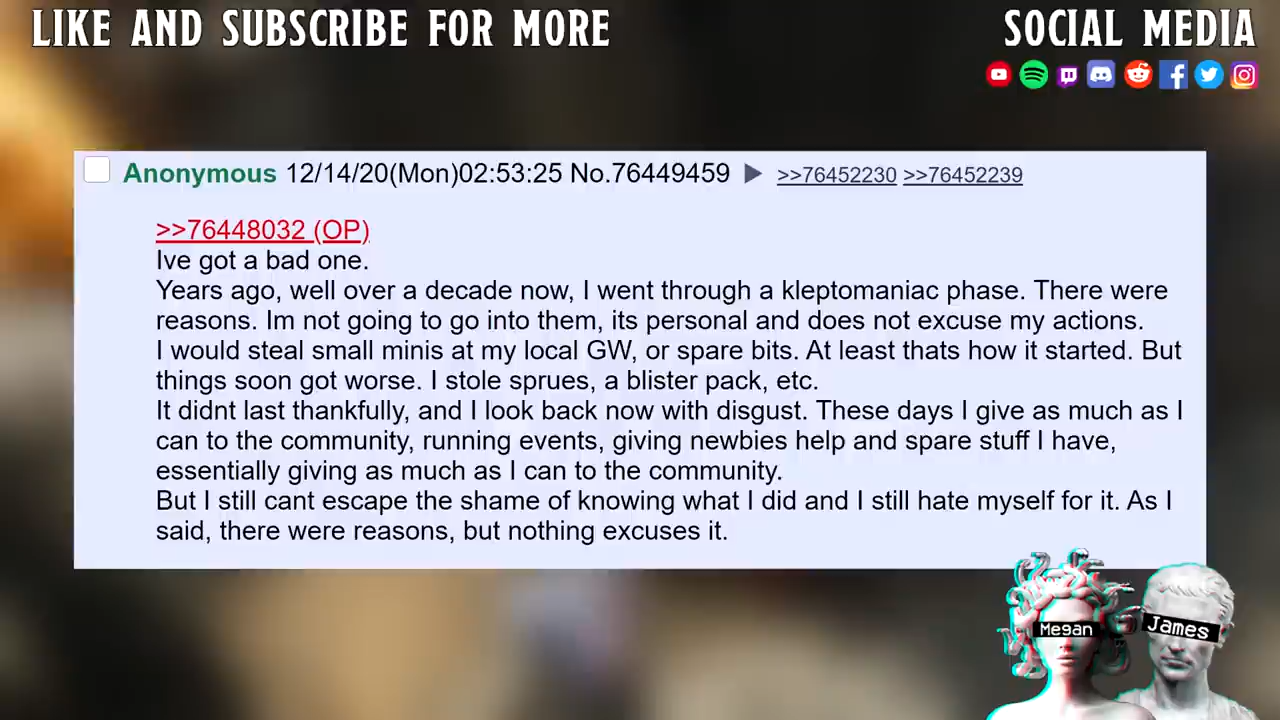 LIKE AND SUBSCRIBE FOR MORE
SOCIAL MEDIA
Anonymous 12/14/20(Mon)02:53:25 No.76449459 ▶ >>76452230 >>76452239
>>76448032 (OP)
Ive got a bad one.
Years ago, well over a decade now, I went through a kleptomaniac phase. There were
reasons. Im not going to go into them, its personal and does not excuse my actions.
I would steal small minis at my local GW, or spare bits. At least thats how it started. But
things soon got worse. I stole sprues, a blister pack, etc.
It didnt last thankfully, and I look back now with disgust. These days I give as much as I
can to the community, running events, giving newbies help and spare stuff I have,
essentially giving as much as I can to the community.
But I still cant escape the shame of knowing what I did and I still hate myself for it. As I
said, there were reasons, but nothing excuses it.
Megan
James